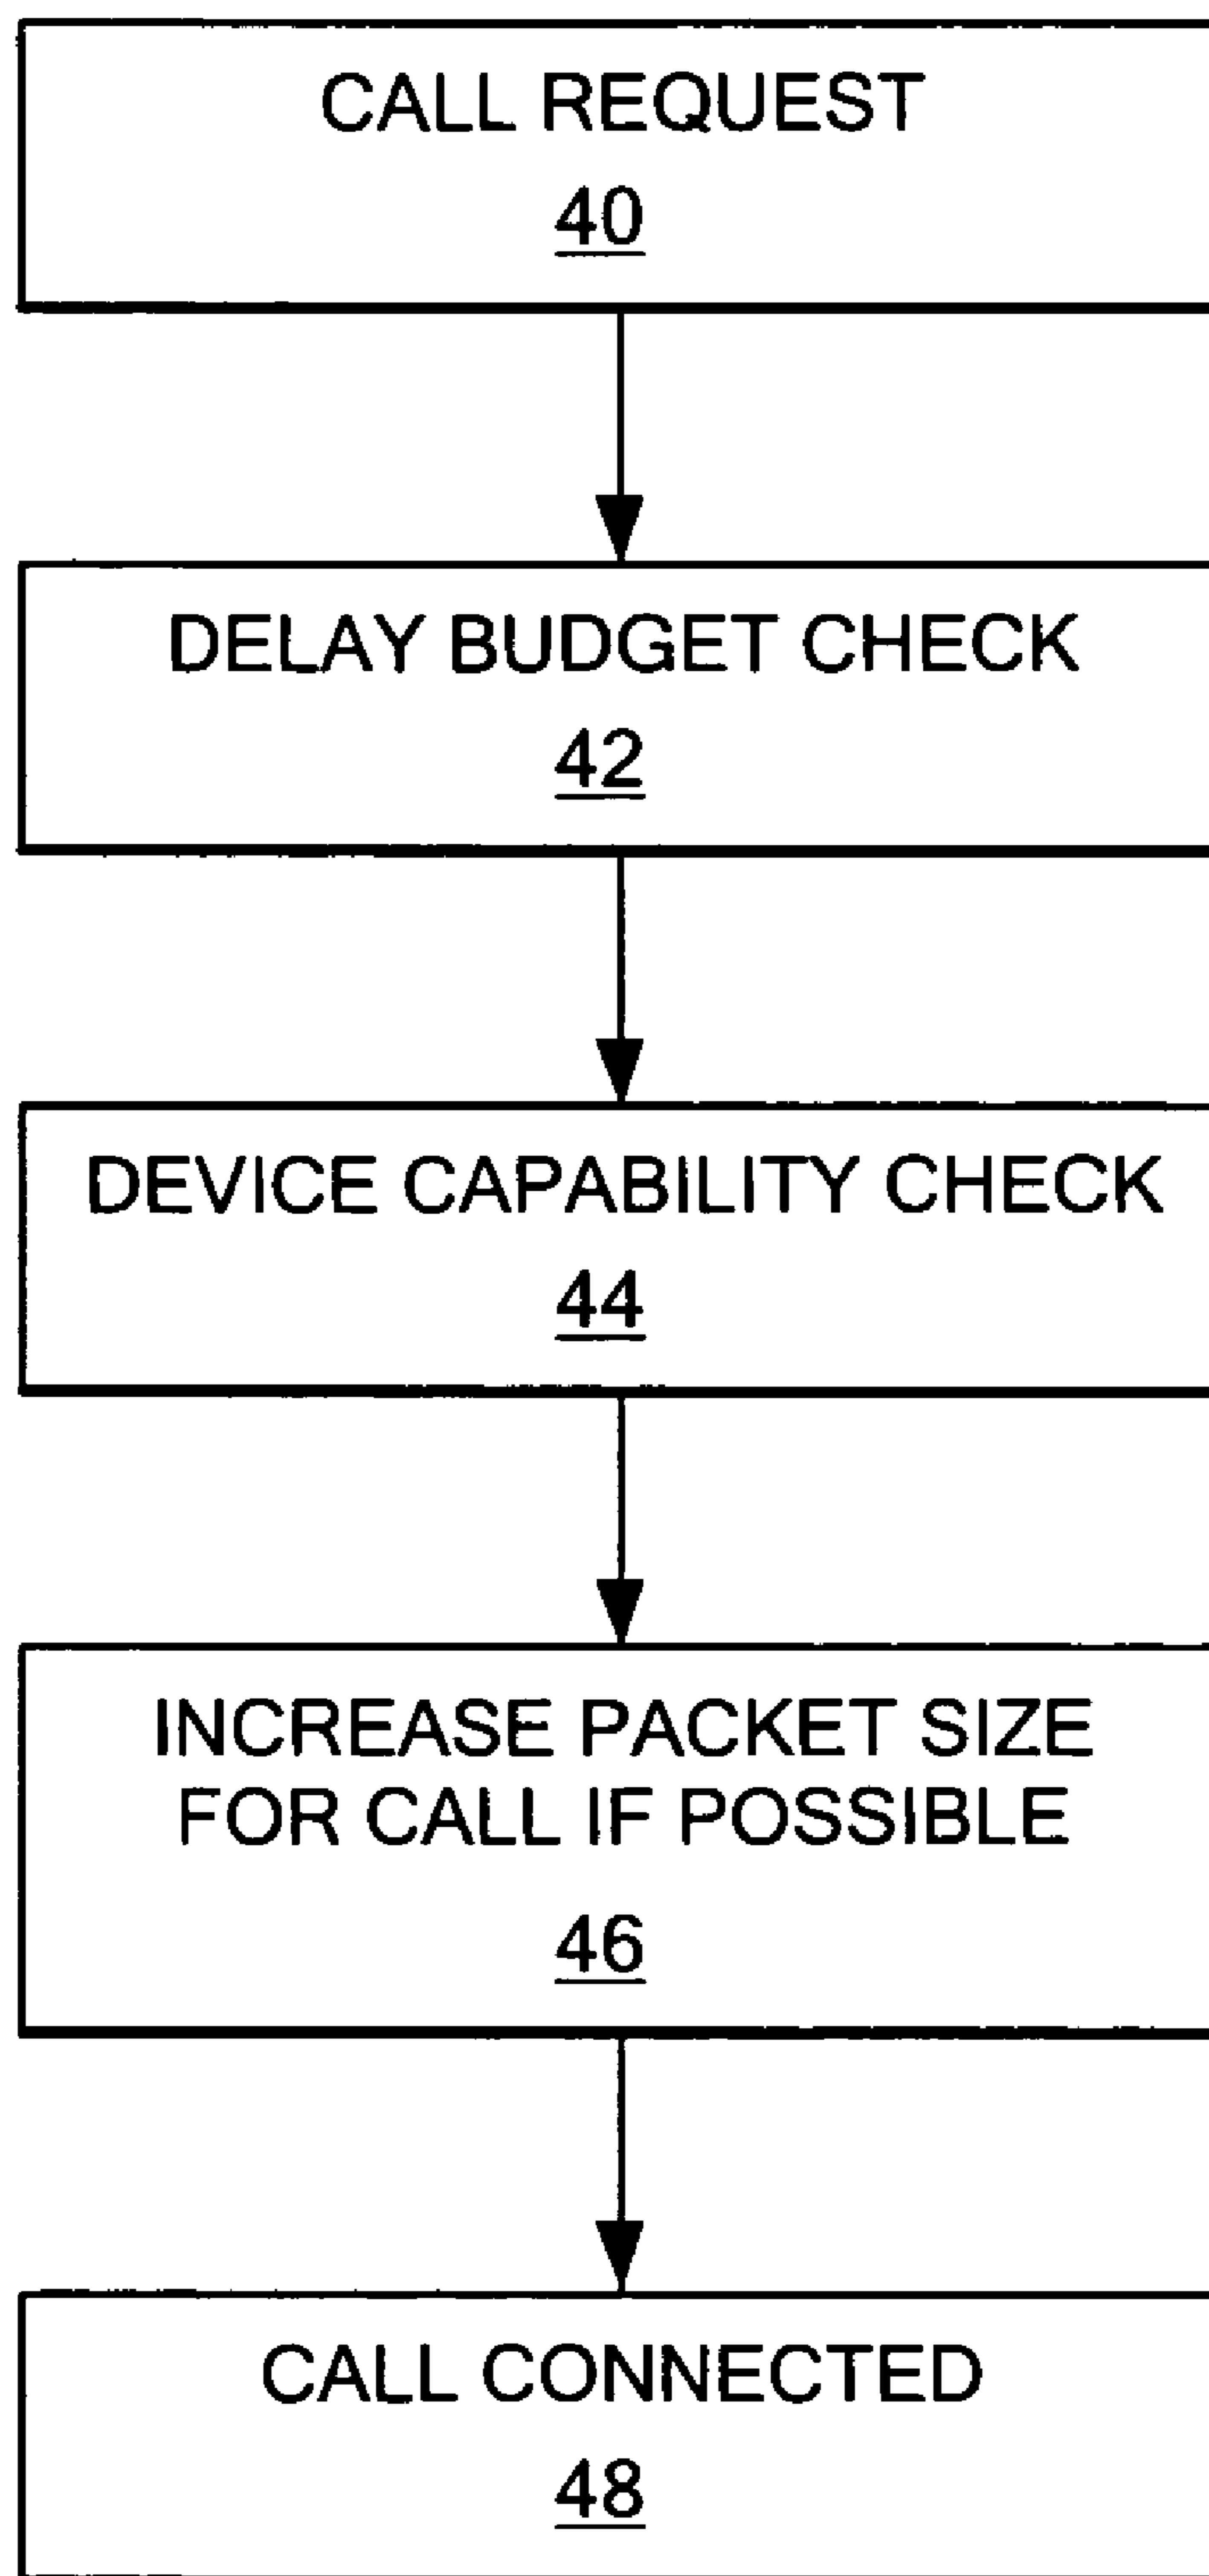 CALL REQUEST
40
DELAY BUDGET CHECK
42
DEVICE CAPABILITY CHECK
44
INCREASE PACKET SIZE
FOR CALL IF POSSIBLE
46
CALL CONNECTED
48